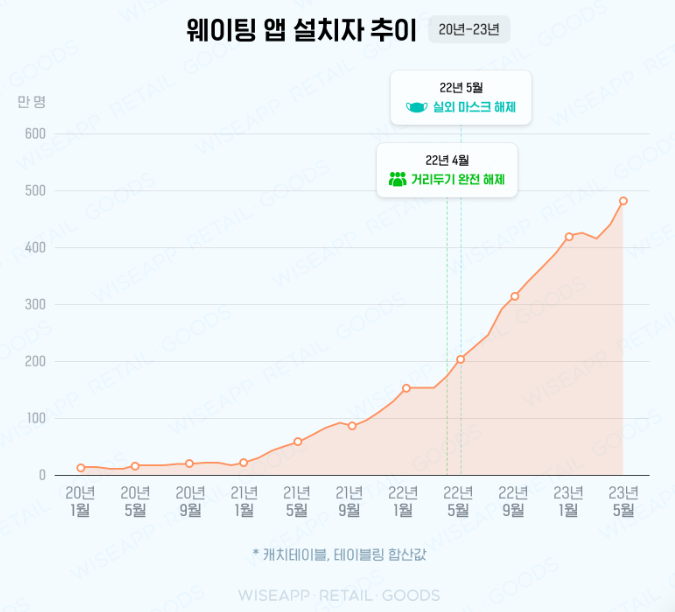 웨이팅 앱 설치자 추이 20년-23년
만 명
22년 5월
실외 마스크 해제
22년 4월
거리두기 완전 해제
600
500
400
300
200
100
0
20년 1월
20년 5월
20년 9월
21년 1월
21년 5월
21년 9월
22년 1월
22년 5월
22년 9월
23년 1월
23년 5월
* 캐치테이블, 테이블링 합산값
WISEAPP·RETAIL·GOODS